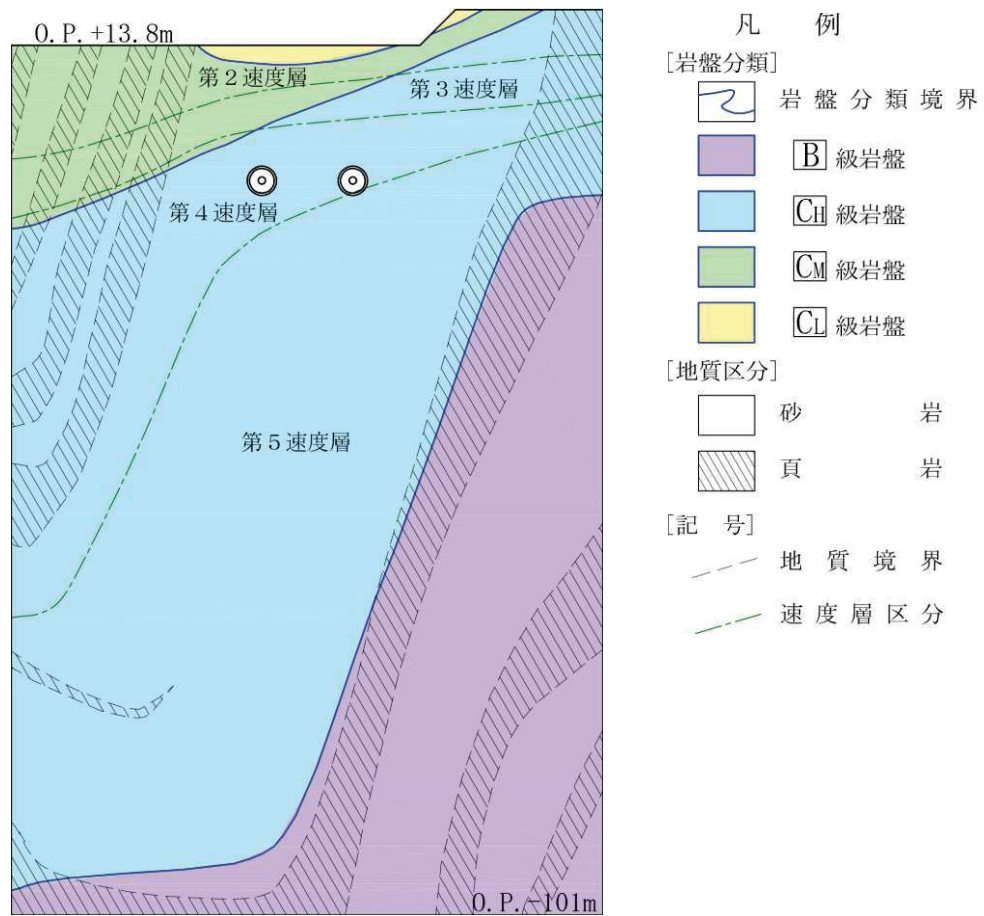 O.P.+13.8m
第2速度層
第3速度層
第4速度層
第5速度層
O.P.-101m
凡 例
[岩盤分類]
岩盤分類境界
B 級岩盤
CH 級岩盤
CM 級岩盤
CL 級岩盤
[地質区分]
砂 岩
頁 岩
[記 号]
地質境界
速度層区分